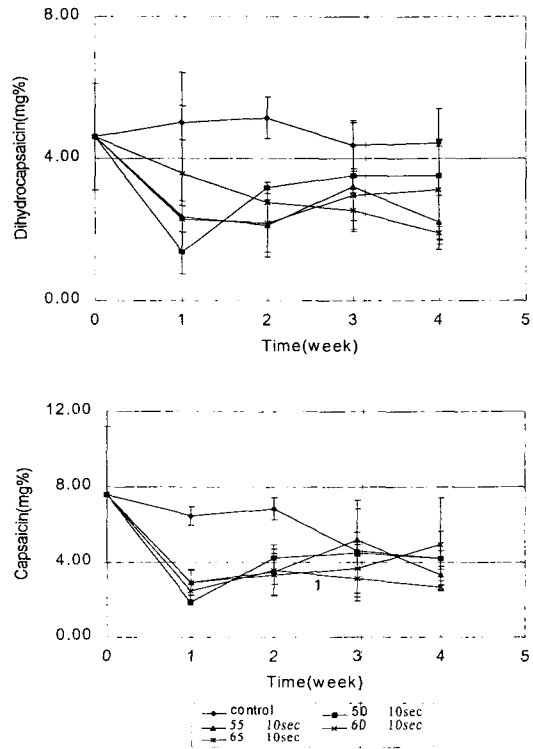 8.00
4.00
0.00
Dihydrocapsaicin(mg%)
0 1 2 3 4 5
Time(week)
12.00
8.00
4.00
0.00
Capsaicin(mg%)
1
0 1 2 3 4 5
Time(week)
control 50 10sec
55 10sec 60 10sec
65 10sec